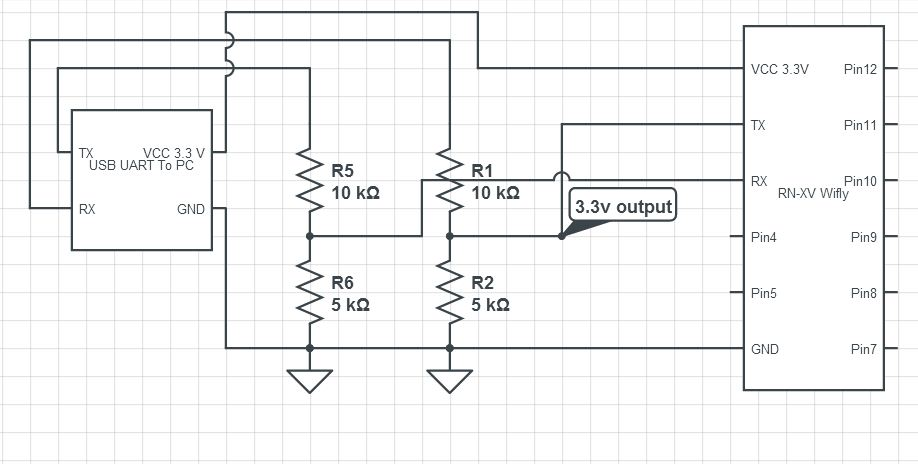 VCC 3.3V Pin12
TX Pin11
TX VCC 3.3 V
USB UART To PC
R5
10 kΩ
R1
10 kΩ
RX Pin10
RN-XV Wifly
RX GND
3.3v output
Pin4 Pin9
R6
5 kΩ
R2
5 kΩ
Pin5 Pin8
GND Pin7